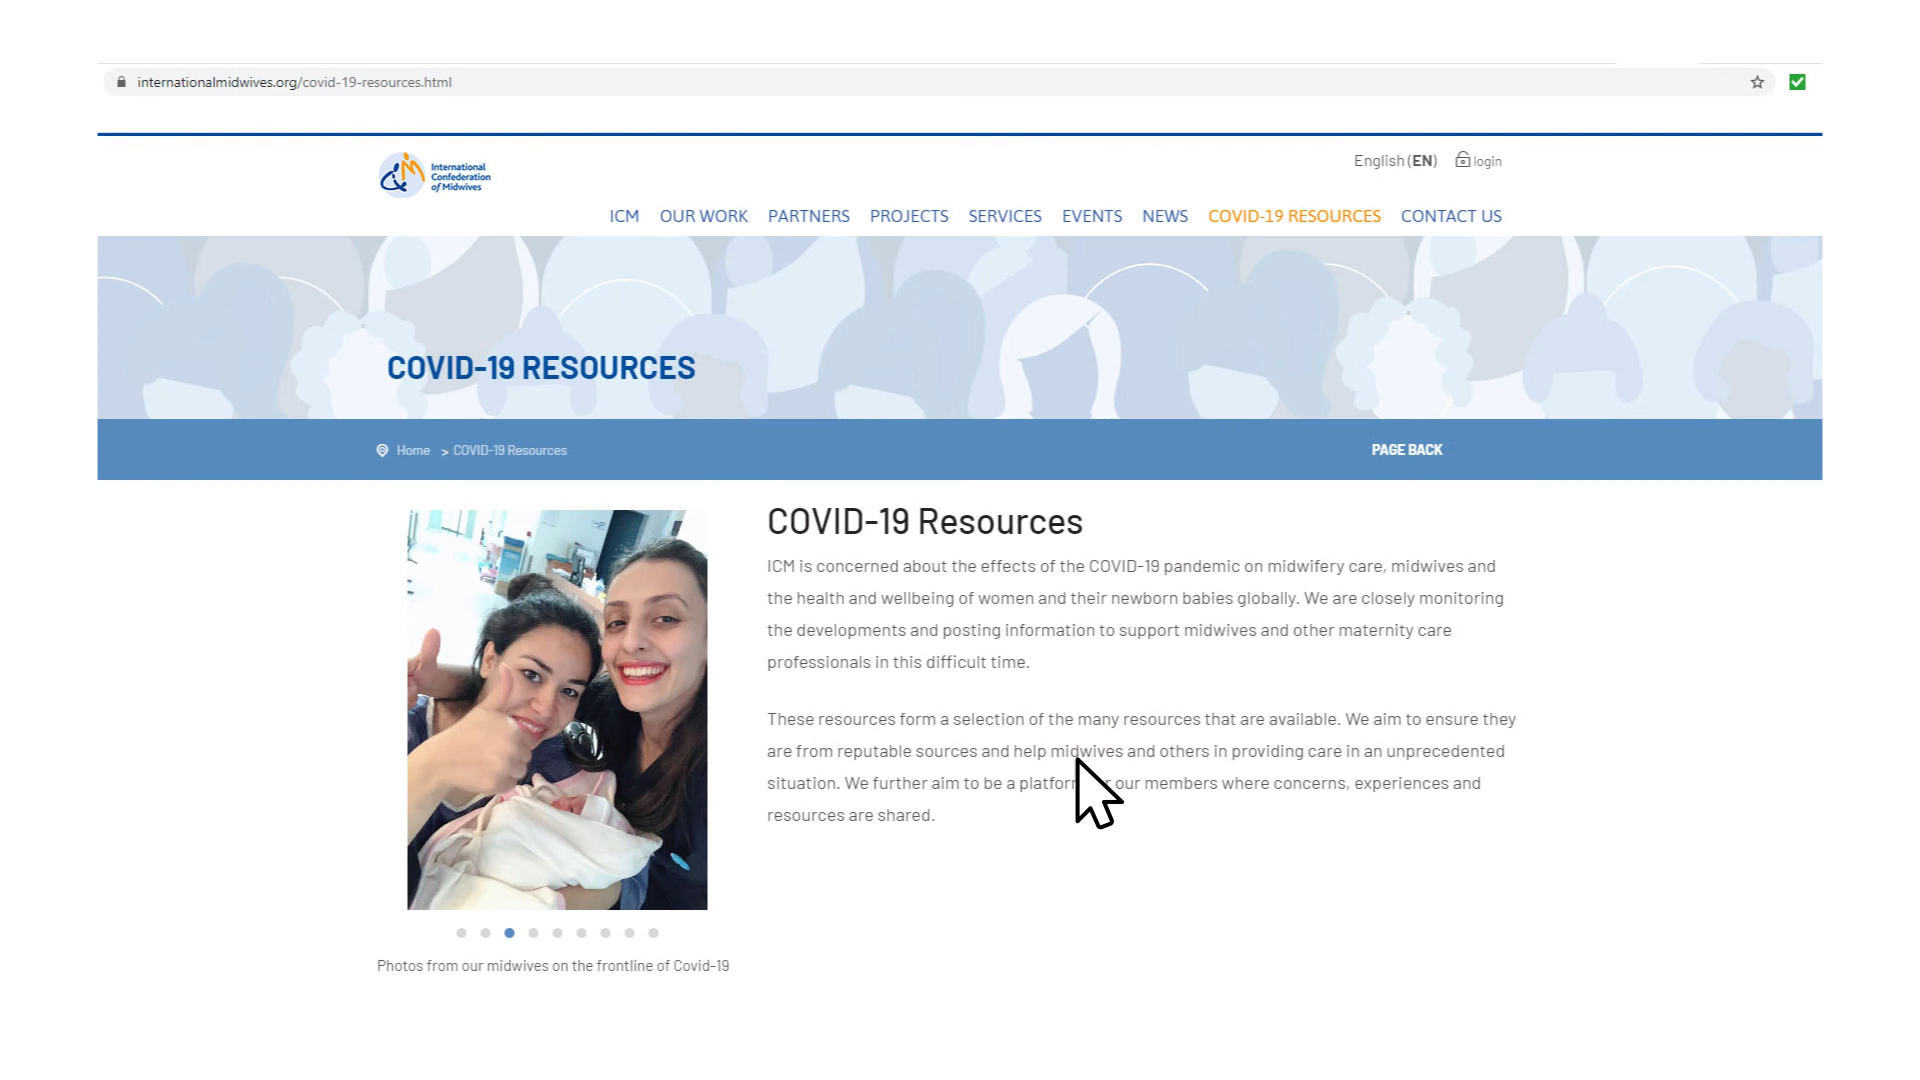 internationalmidwives.org/covid-19-resources.html
International
Confederation
of Midwives
English (EN) login
ICM OUR WORK PARTNERS PROJECTS SERVICES EVENTS NEWS COVID-19 RESOURCES CONTACT US
COVID-19 RESOURCES
Home > COVID-19 Resources PAGE BACK
COVID-19 Resources
ICM is concerned about the effects of the COVID-19 pandemic on midwifery care, midwives and
the health and wellbeing of women and their newborn babies globally. We are closely monitoring
the developments and posting information to support midwives and other maternity care
professionals in this difficult time.
These resources form a selection of the many resources that are available. We aim to ensure they
are from reputable sources and help midwives and others in providing care in an unprecedented
situation. We further aim to be a platform our members where concerns, experiences and
resources are shared.
Photos from our midwives on the frontline of Covid-19